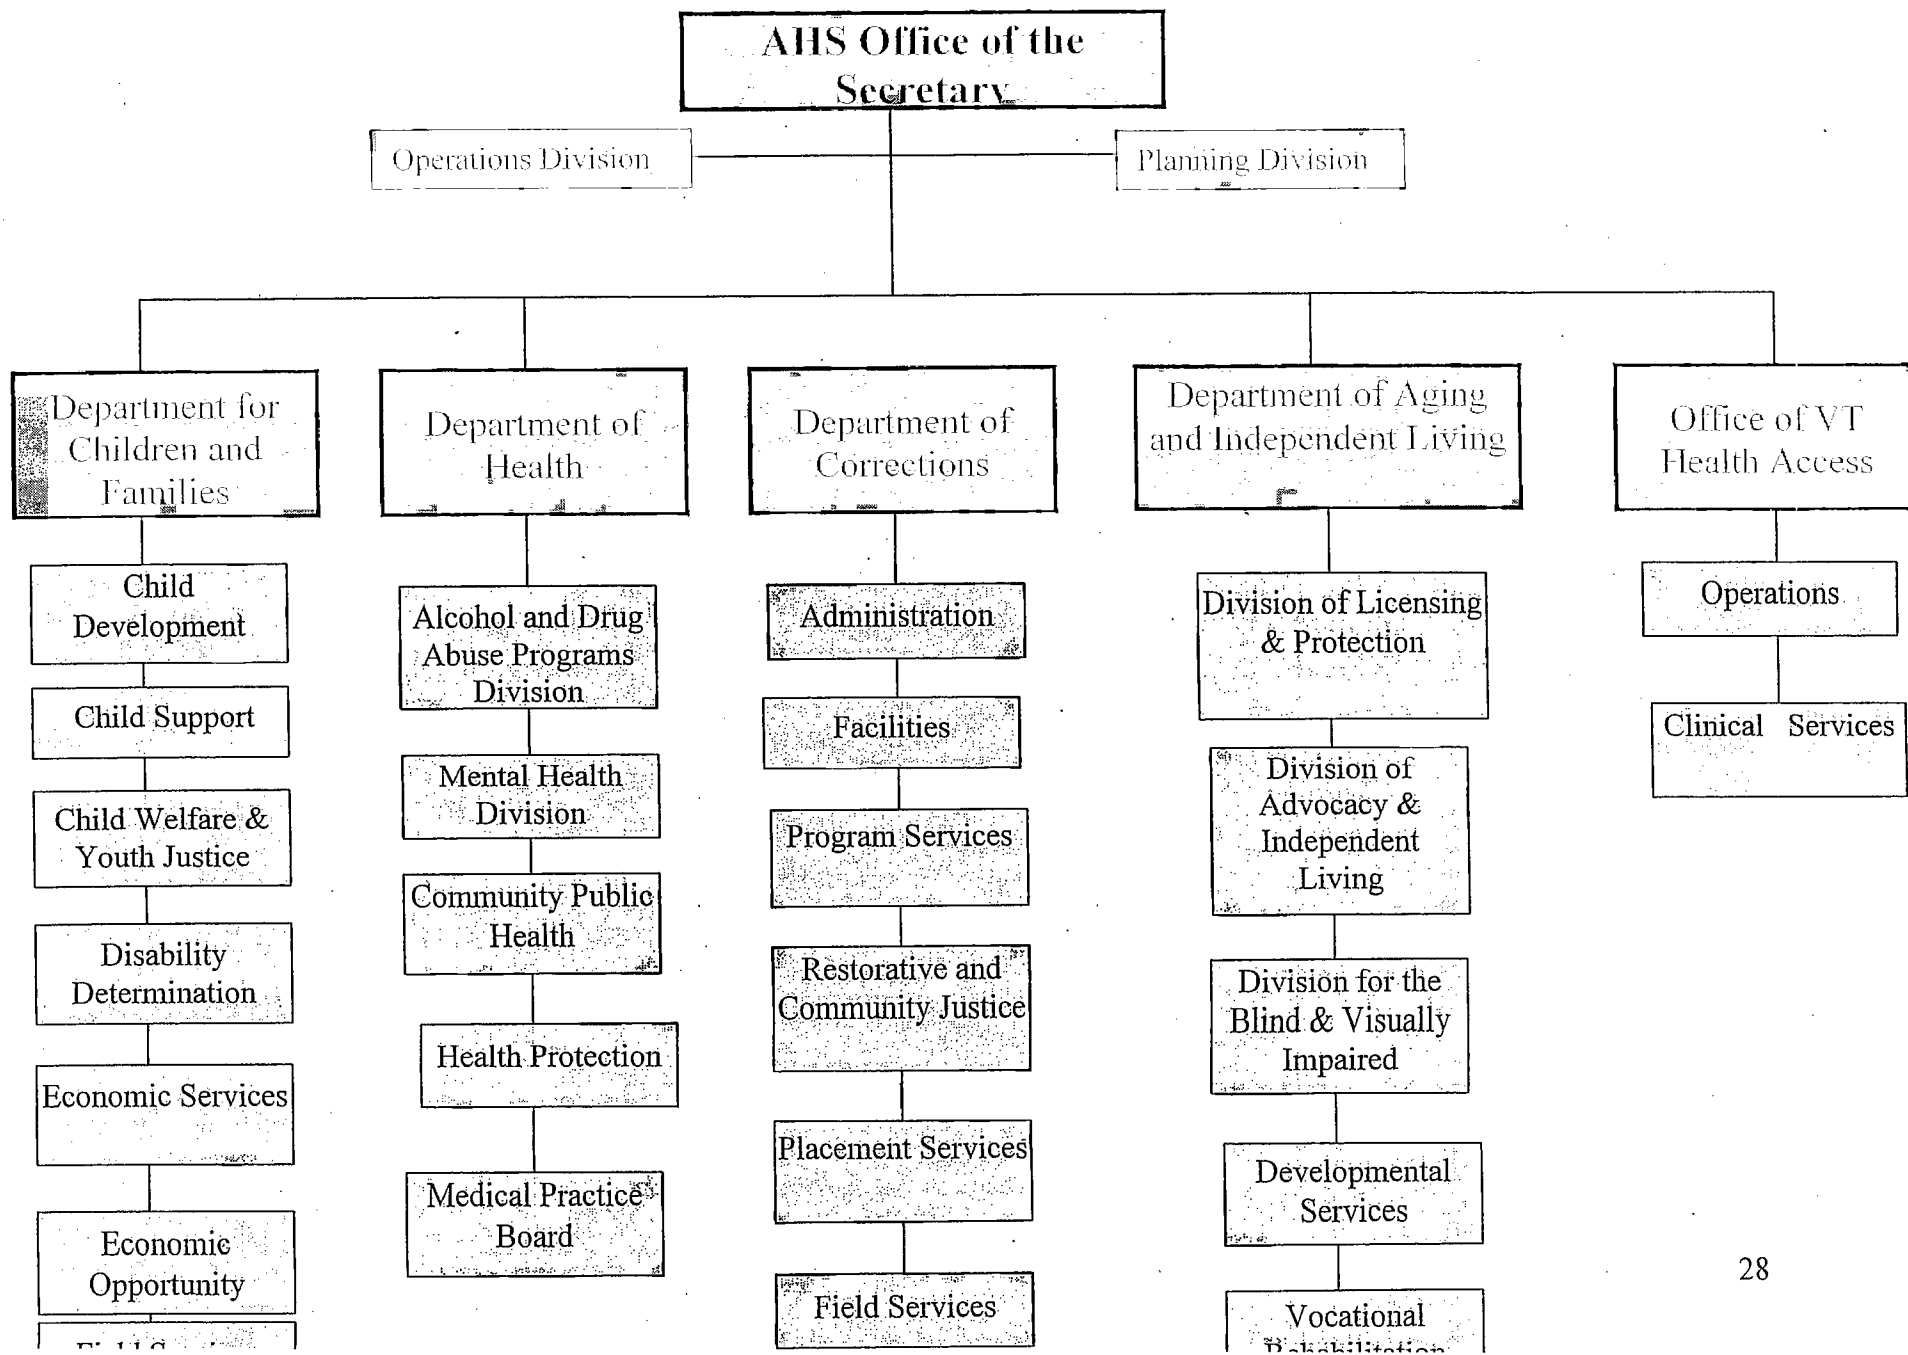 AHS Office of the
Secretary
Operations Division
Planning Division
Department for
Children and
Families
Department of
Health
Department of
Corrections
Department of Aging
and Independent Living
Office of VT
Health Access
Child
Development
Child Support
Child Welfare &
Youth Justice
Disability
Determination
Economic Services
Economic
Opportunity
Field Services
Alcohol and Drug
Abuse Programs
Division
Mental Health
Division
Community Public
Health
Health Protection
Medical Practice
Board
Administration
Facilities
Program Services
Restorative and
Community Justice
Placement Services
Field Services
Division of Licensing
& Protection
Division of
Advocacy &
Independent
Living
Division for the
Blind & Visually
Impaired
Developmental
Services
Vocational
Rehabilitation
Operations
Clinical Services
28